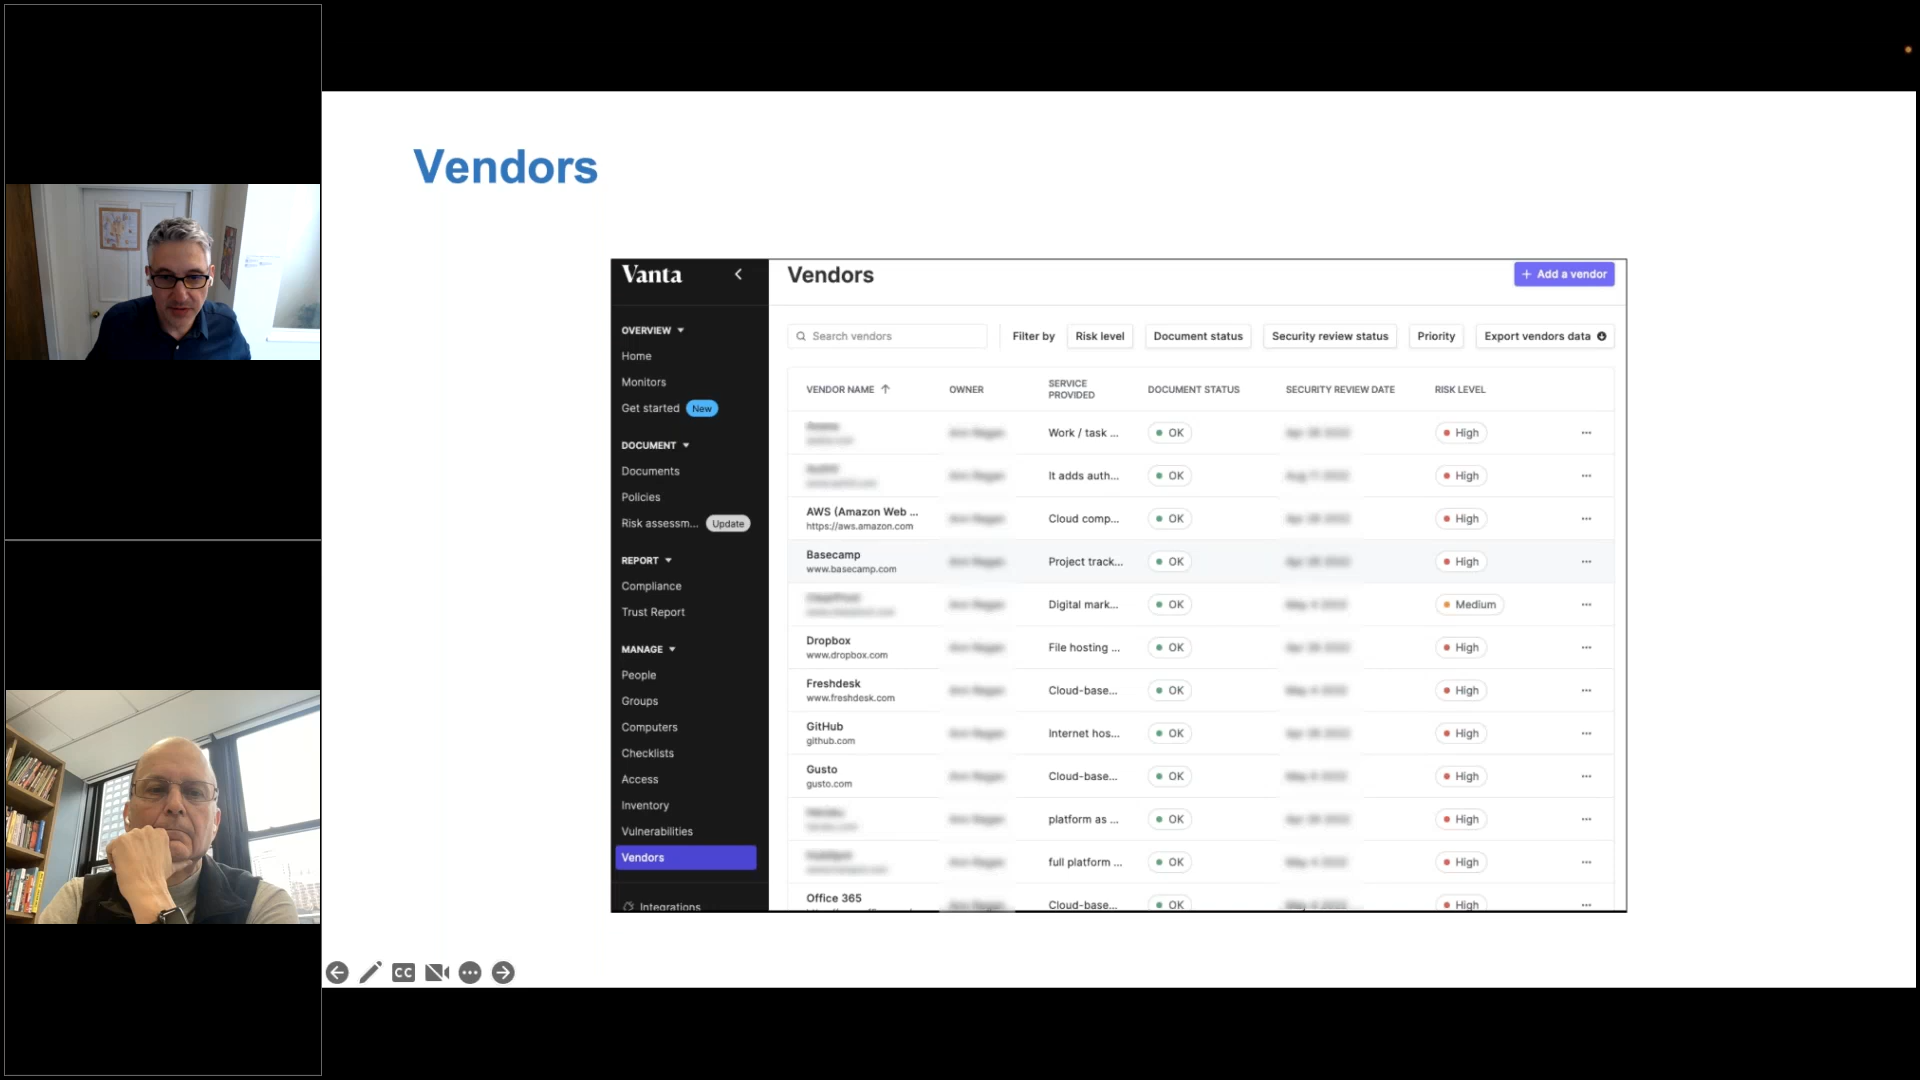 Vendors
Vanta
OVERVIEW
Home
Monitors
Get started New
DOCUMENT
Documents
Policies
Risk assessm... Update
REPORT
Compliance
Trust Report
MANAGE
People
Groups
Computers
Checklists
Access
Inventory
Vulnerabilities
Vendors
Integrations
Vendors
+ Add a vendor
Search vendors
Filter by Risk level Document status Security review status Priority Export vendors data
VENDOR NAME OWNER SERVICE PROVIDED DOCUMENT STATUS SECURITY REVIEW DATE RISK LEVEL
Work / task ... OK High ...
It adds auth... OK High ...
AWS (Amazon Web ... Cloud comp... OK High ...
https://aws.amazon.com
Basecamp Project track... OK High ...
www.basecamp.com
Digital mark... OK Medium ...
Dropbox File hosting ... OK High ...
www.dropbox.com
Freshdesk Cloud-base... OK High ...
www.freshdesk.com
GitHub Internet hos... OK High ...
github.com
Gusto Cloud-base... OK High ...
gusto.com
platform as ... OK High ...
full platform ... OK High ...
Office 365 Cloud-base... OK High ...
CC